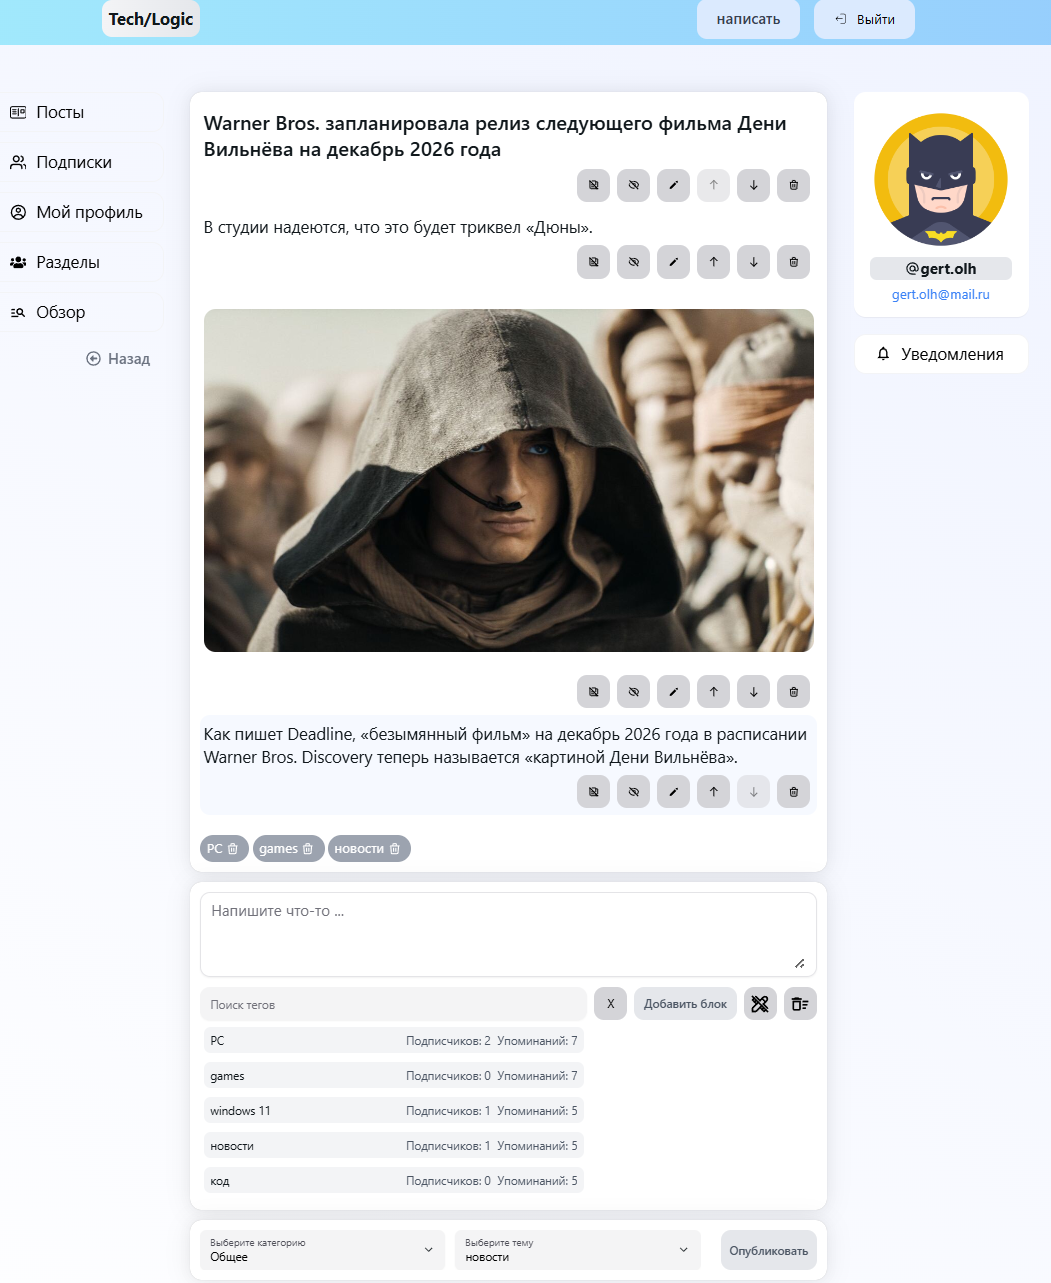 Tech/Logic
написать
Выйти
Посты
Подписки
Мой профиль
Разделы
Обзор
Назад
Warner Bros. запланировала релиз следующего фильма Дени
Вильнёва на декабрь 2026 года
В студии надеются, что это будет триквел «Дюны».
Как пишет Deadline, «безымянный фильм» на декабрь 2026 года в расписании
Warner Bros. Discovery теперь называется «картиной Дени Вильнёва».
PC
games
новости
@gert.olh
gert.olh@mail.ru
Уведомления
Напишите что-то ...
Поиск тегов
X
Добавить блок
PC Подписчиков: 2 Упоминаний: 7
games Подписчиков: 0 Упоминаний: 7
windows 11 Подписчиков: 1 Упоминаний: 5
новости Подписчиков: 1 Упоминаний: 5
код Подписчиков: 0 Упоминаний: 5
Выберите категорию
Общее
Выберите тему
новости
Опубликовать